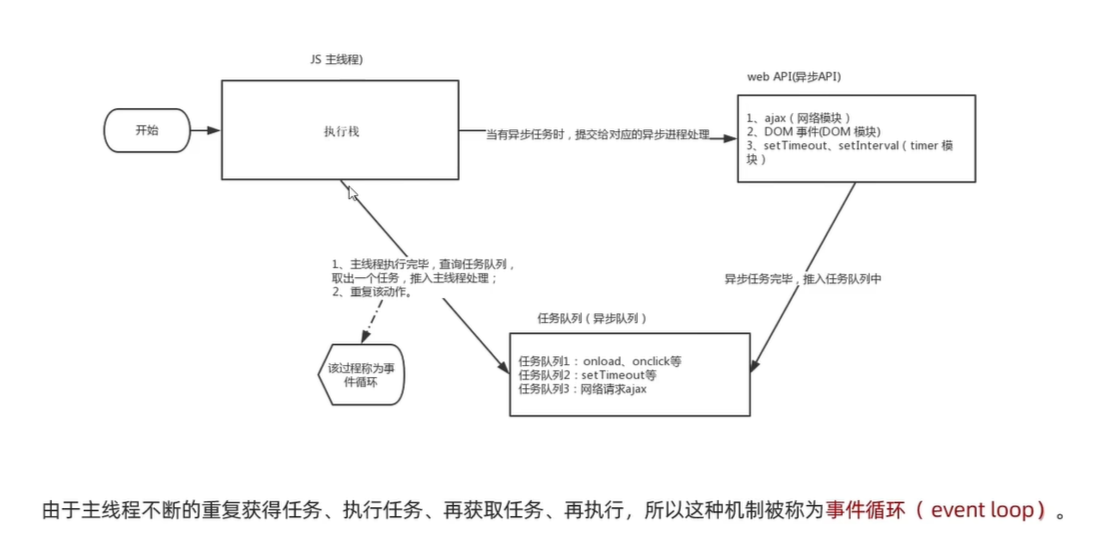 JS 主线程)
web API(异步API)
开始
执行栈
当有异步任务时，提交给对应的异步进程处理
1、ajax（网络模块）
2、DOM 事件(DOM 模块)
3、setTimeout、setInterval（timer 模
块）
1、主线程执行完毕，查询任务队列，
取出一个任务，推入主线程处理；
2、重复该动作。
异步任务完毕，推入任务队列中
任务队列（异步队列）
该过程称为事
件循环
任务队列1：onload、onclick等
任务队列2：setTimeout等
任务队列3：网络请求ajax
由于主线程不断的重复获得任务、执行任务、再获取任务、再执行，所以这种机制被称为事件循环（ event loop）。